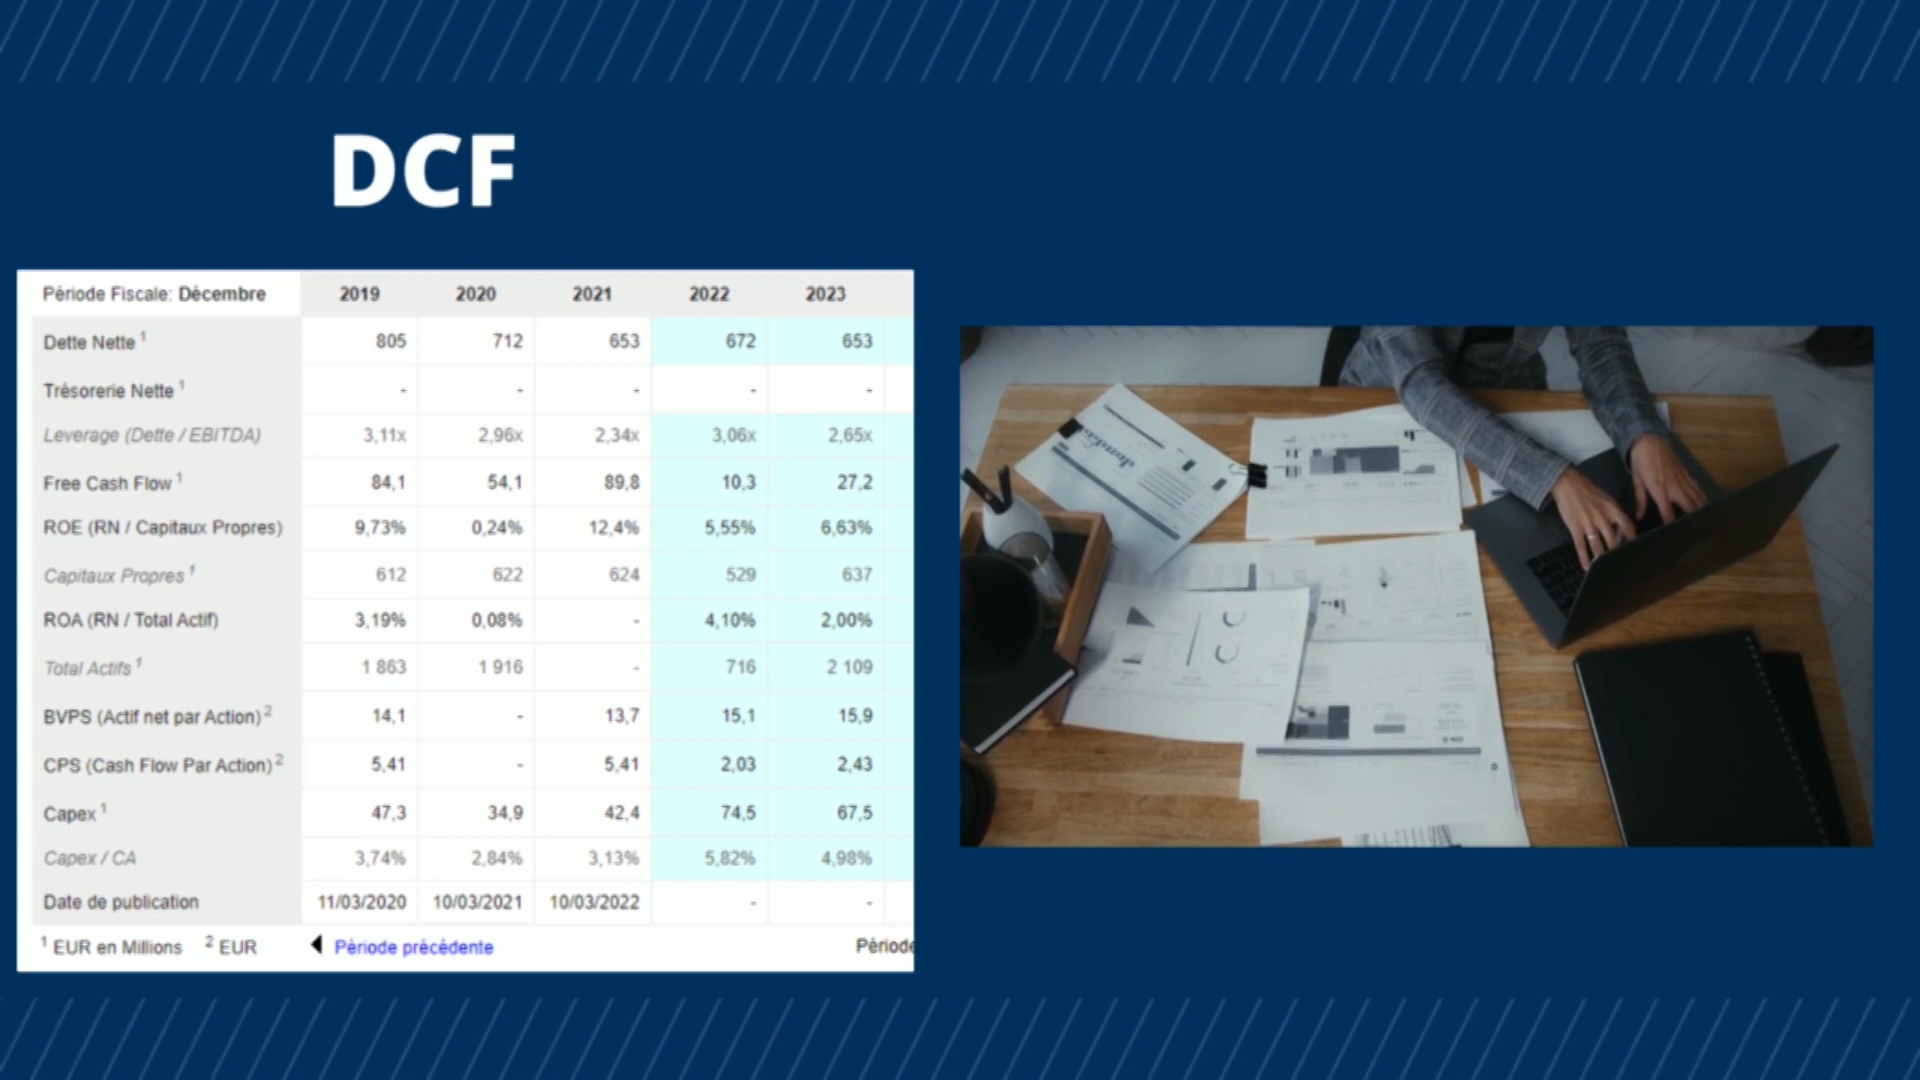 DCF
Période Fiscale: Décembre 2019 2020 2021 2022 2023
Dette Nette 1 805 712 653 672 653
Trésorerie Nette 1 - - - - -
Leverage (Dette / EBITDA) 3,11x 2,96x 2,34x 3,06x 2,65x
Free Cash Flow 1 84,1 54,1 89,8 10,3 27,2
ROE (RN / Capitaux Propres) 9,73% 0,24% 12,4% 5,55% 6,63%
Capitaux Propres 1 612 622 624 529 637
ROA (RN / Total Actif) 3,19% 0,08% - 4,10% 2,00%
Total Actifs 1 1 863 1 916 - 716 2 109
BVPS (Actif net par Action) 2 14,1 - 13,7 15,1 15,9
CPS (Cash Flow Par Action) 2 5,41 - 5,41 2,03 2,43
Capex 1 47,3 34,9 42,4 74,5 67,5
Capex / CA 3,74% 2,84% 3,13% 5,82% 4,98%
Date de publication 11/03/2020 10/03/2021 10/03/2022 - -
1 EUR en Millions 2 EUR Période précédente Période